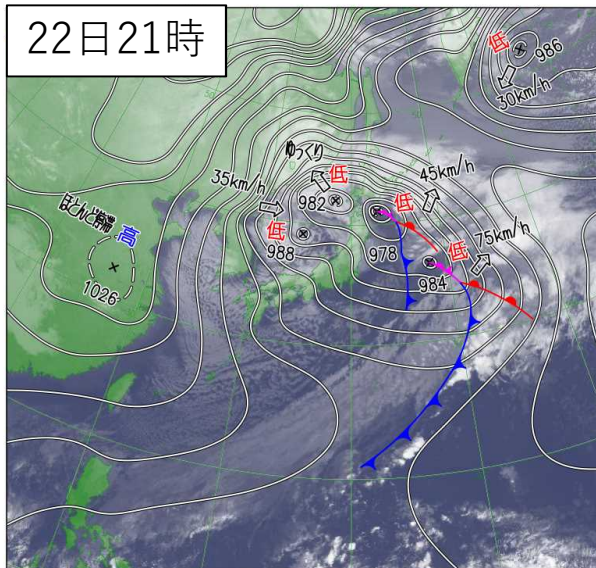 22日21時
低
986
30km/h
ゆっくり
45km/h
35km/h
低
982
低
75km/h
ほとんど停滞
高
低
988
978
低
984
1026